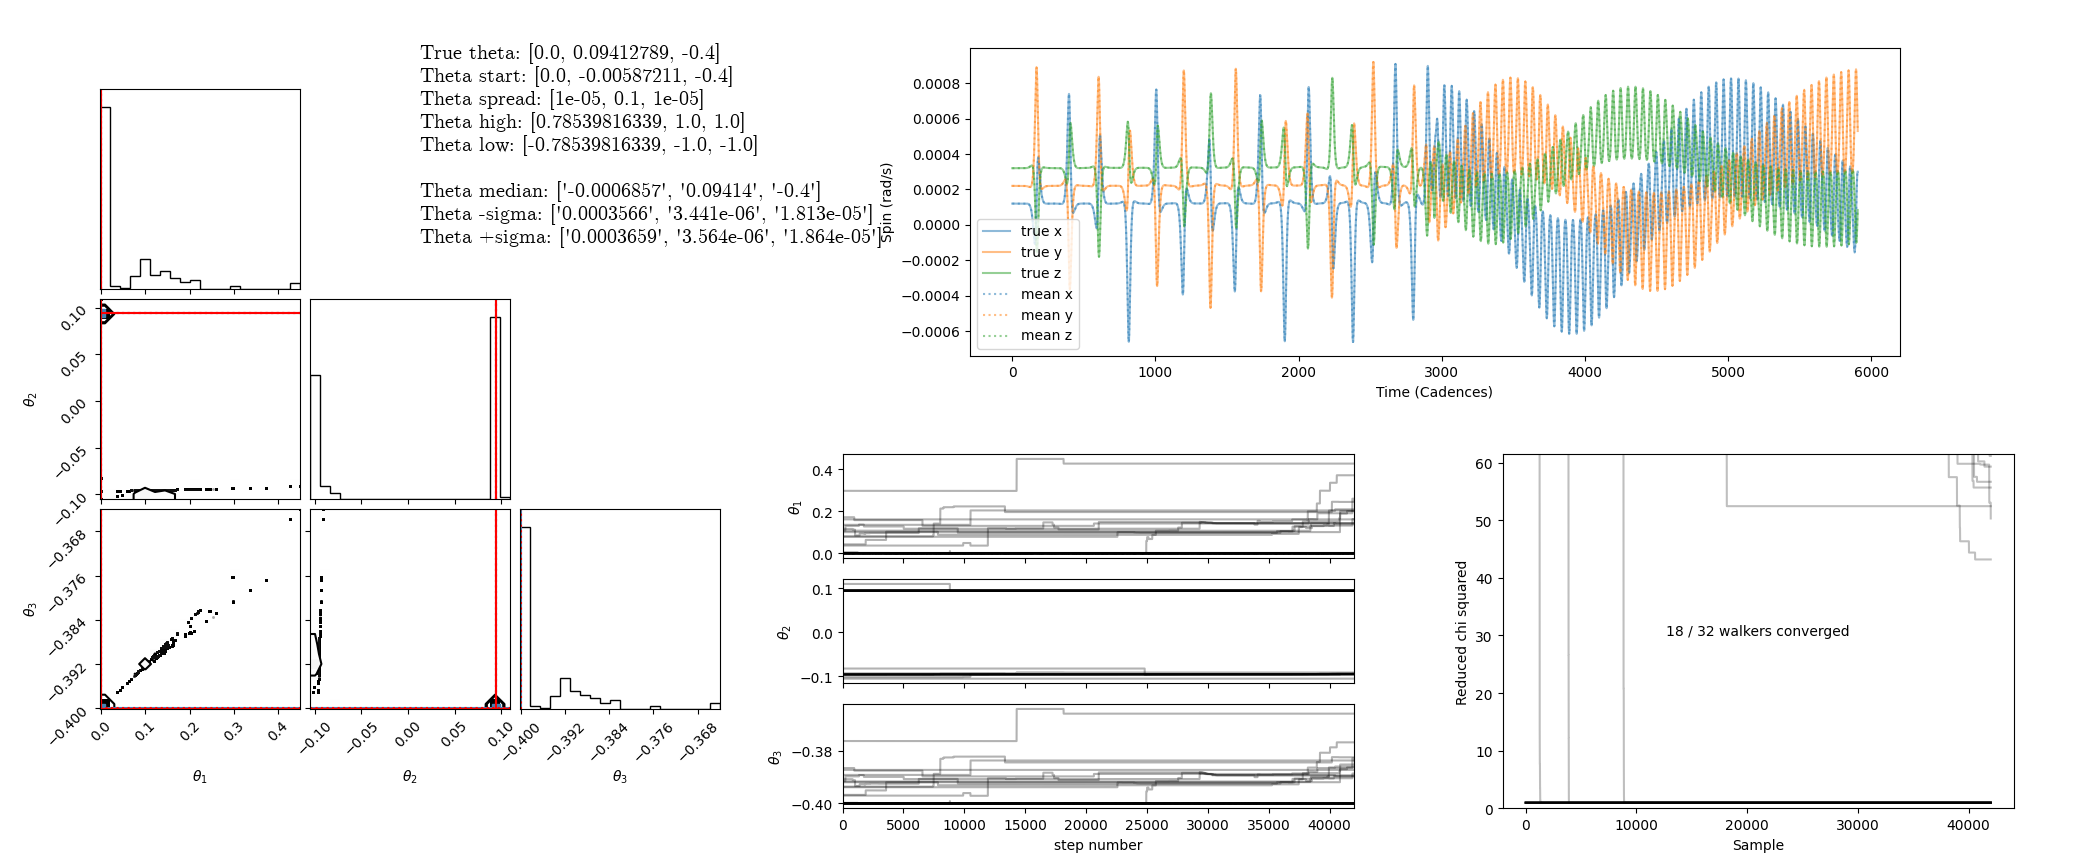 True theta: [0.0, 0.09412789, -0.4]
Theta start: [0.0, -0.00587211, -0.4]
Theta spread: [1e-05, 0.1, 1e-05]
Theta high: [0.78539816339, 1.0, 1.0]
Theta low: [-0.78539816339, -1.0, -1.0]
Theta median: ['-0.0006857', '0.09414', '-0.4']
Theta -sigma: ['0.0003566', '3.441e-06', '1.813e-05']
Theta +sigma: ['0.0003659', '3.564e-06', '1.864e-05']
θ2
0.10
0.05
0.00
−0.05
−0.10
θ3
−0.368
−0.376
−0.384
−0.392
−0.400
0.0
0.1
0.2
0.3
0.4
θ1
−0.10
−0.05
0.00
0.05
0.10
θ2
−0.400
−0.392
−0.384
−0.376
−0.368
θ3
Spin (rad/s)
0.0008
0.0006
0.0004
0.0002
0.0000
−0.0002
−0.0004
−0.0006
true x
true y
true z
mean x
mean y
mean z
0 1000 2000 3000 4000 5000 6000
Time (Cadences)
θ1
0.4
0.2
0.0
θ2
0.1
0.0
−0.1
θ3
−0.38
−0.40
0 5000 10000 15000 20000 25000 30000 35000 40000
step number
Reduced chi squared
60
50
40
30
20
10
0
18 / 32 walkers converged
0 10000 20000 30000 40000
Sample